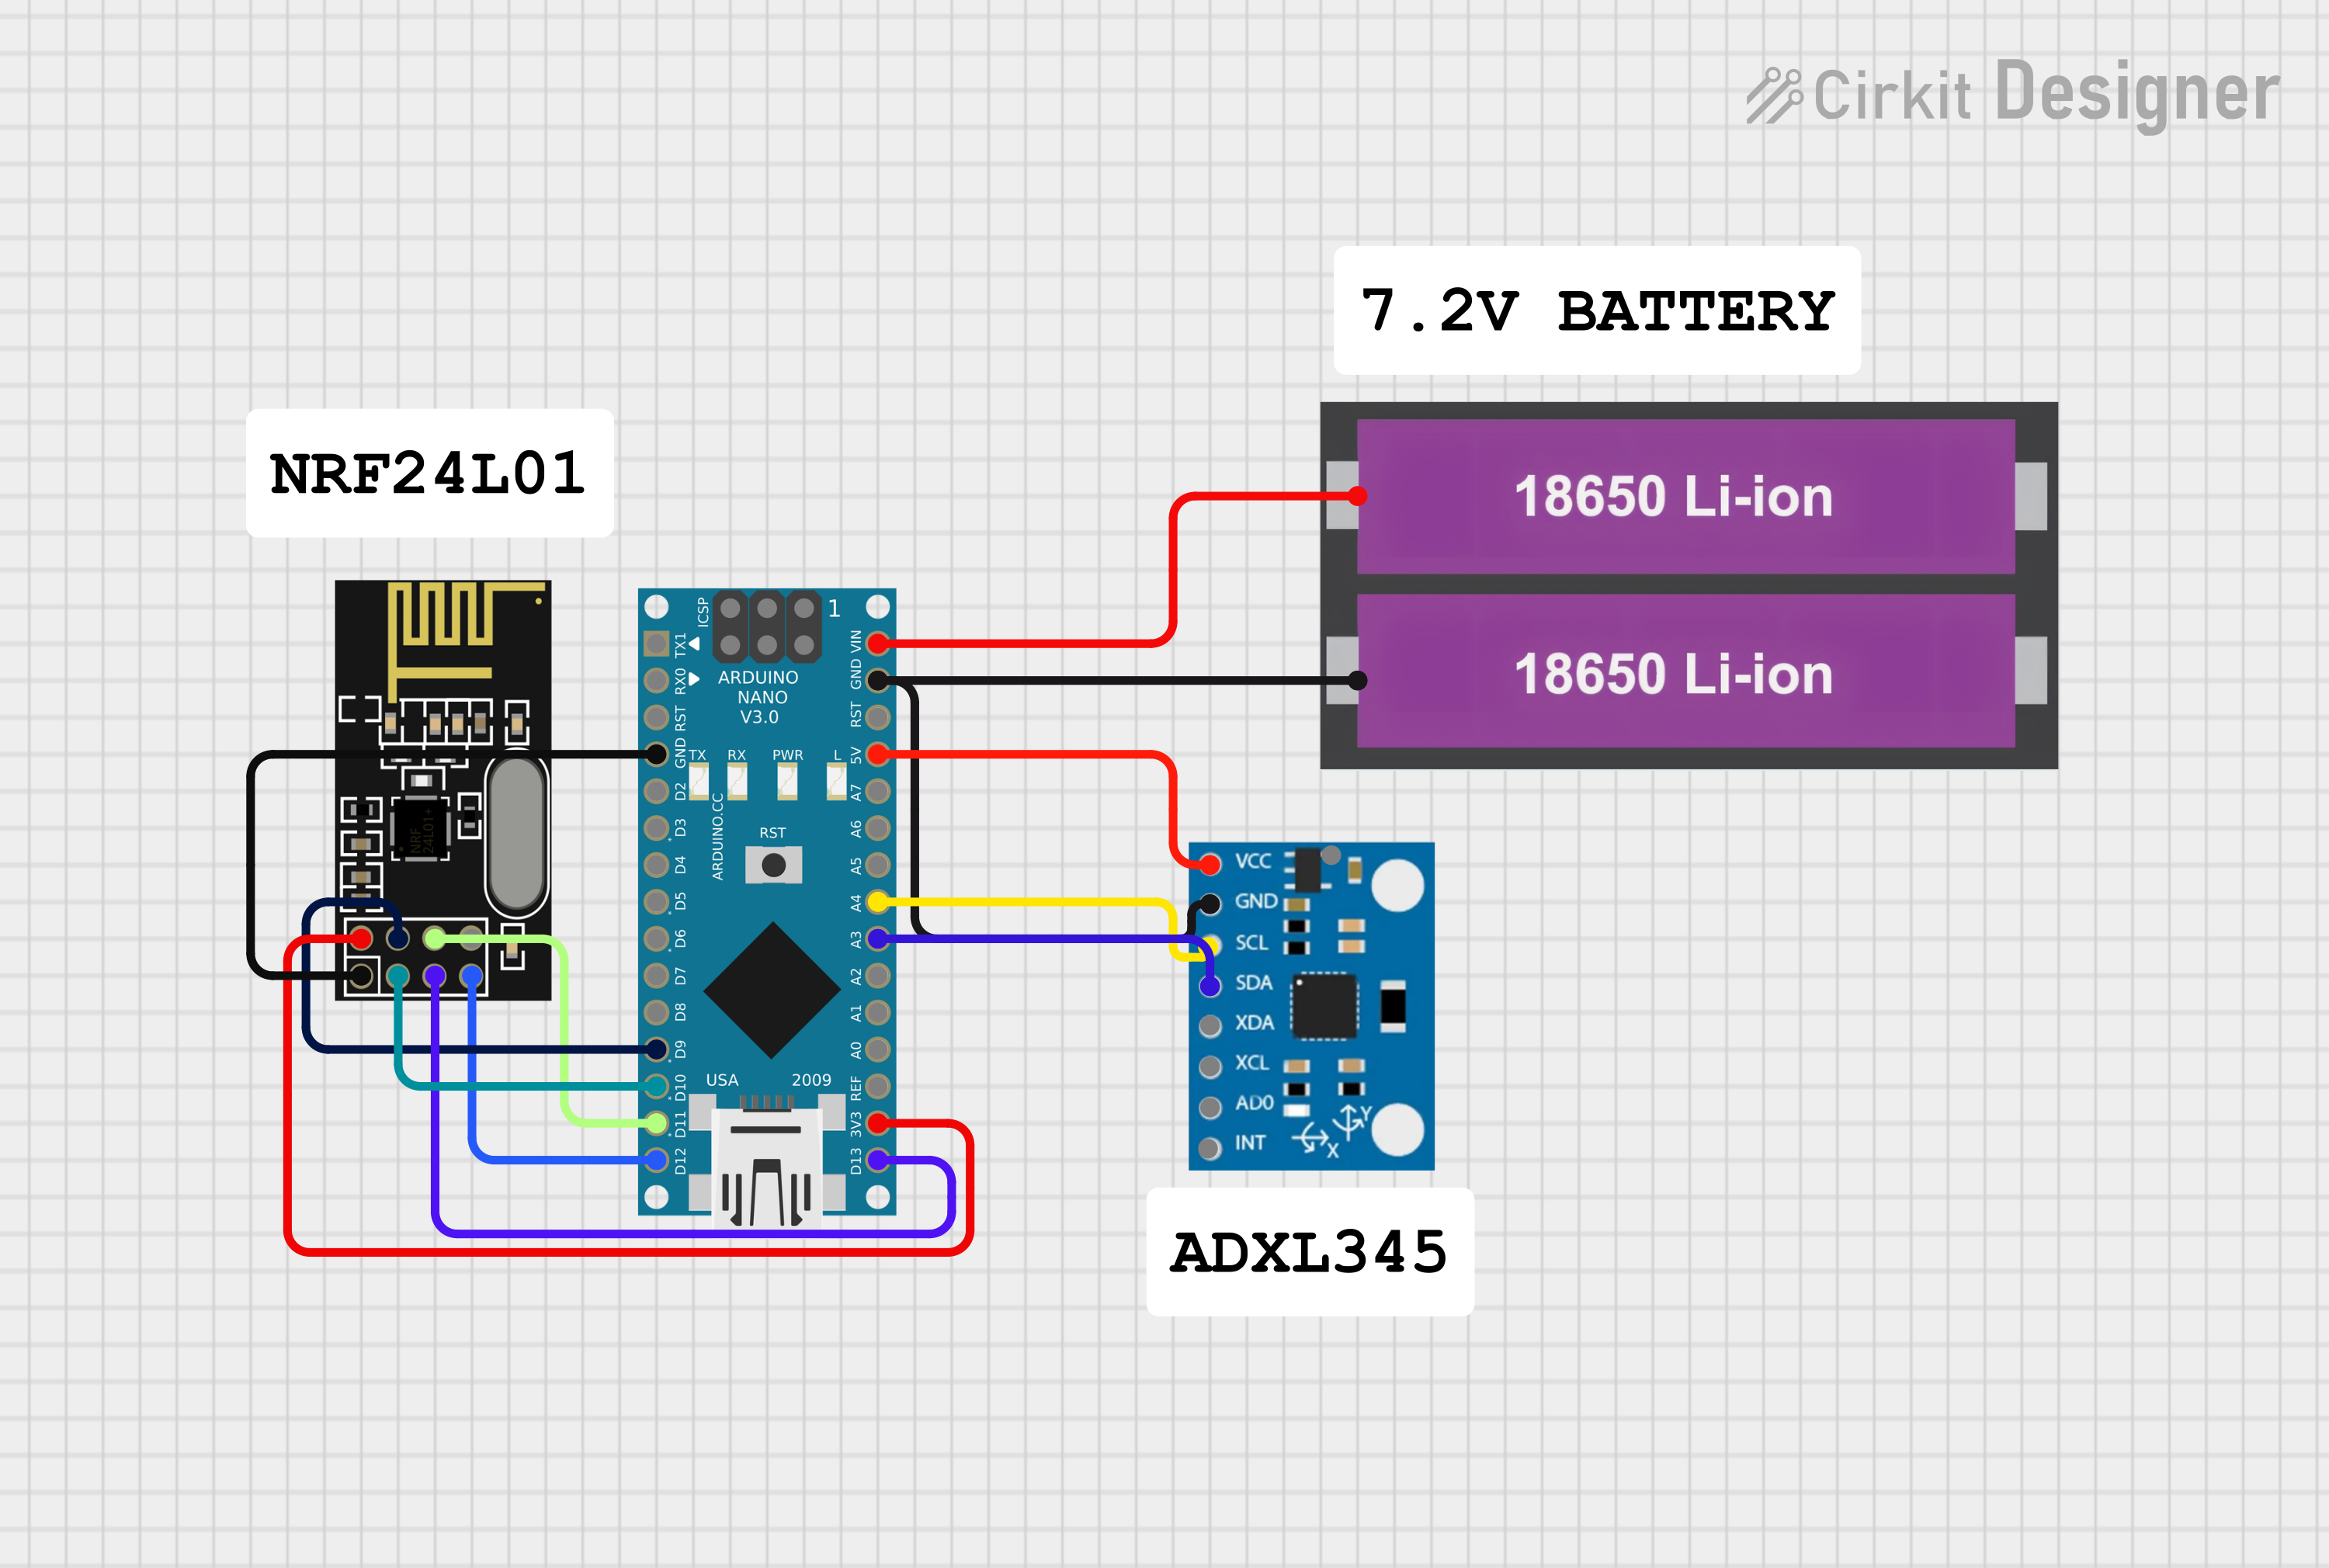 Cirkit Designer
7.2V BATTERY
18650 Li-ion
18650 Li-ion
NRF24L01
NRF
24L01+
ICSP
1
ARDUINO
NANO
V3.0
TX1
RX0
RST
GND
D2
D3
D4
D5
D6
D7
D8
D9
D10
D11
D12
VIN
GND
RST
5V
A7
A6
A5
A4
A3
A2
A1
A0
REF
3V3
D13
TX RX PWR L
ARDUINO.CC
RST
USA 2009
VCC
GND
SCL
SDA
XDA
XCL
AD0
INT
Y
X
ADXL345